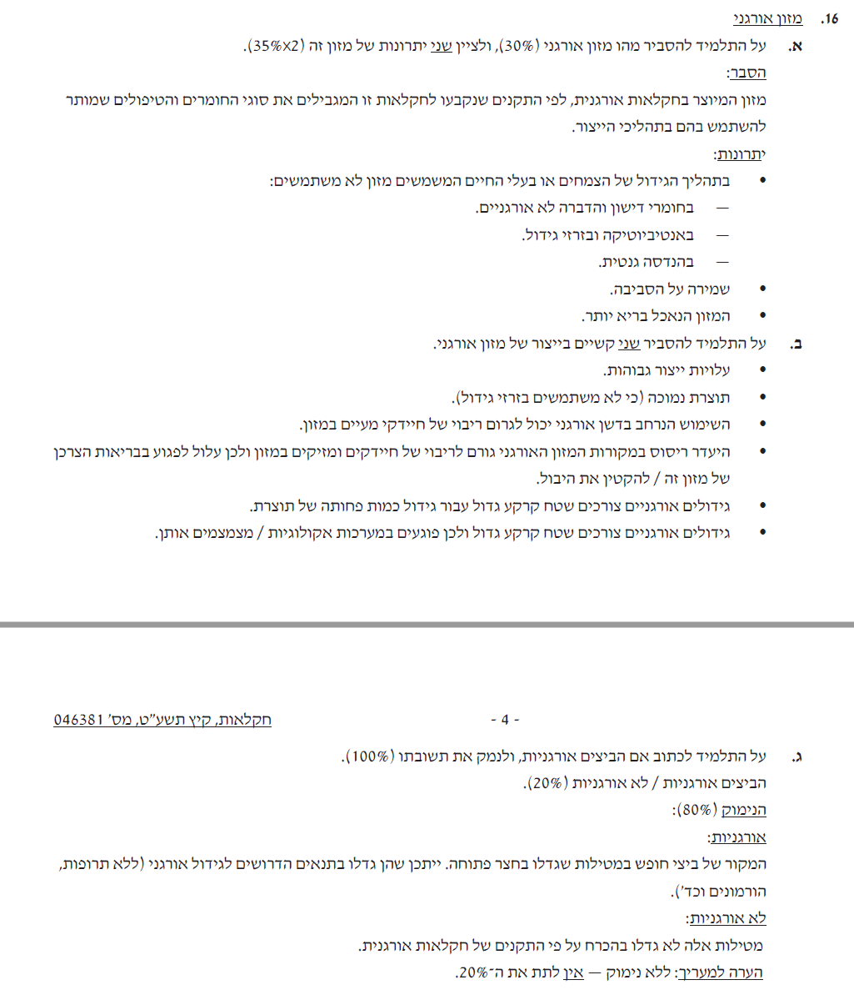 16. מזון אורגני
א. על התלמיד להסביר מהו מזון אורגני (30%), ולציין שני יתרונות של מזון זה (35%X2).
הסבר:
מזון המיוצר בחקלאות אורגנית, לפי התקנים שנקבעו לחקלאות זו המגבילים את סוגי החומרים והטיפולים שמותר
להשתמש בהם בתהליכי הייצור.
יתרונות:
• בתהליך הגידול של הצמחים או בעלי החיים המשמשים מזון לא משתמשים:
— בחומרי דישון והדברה לא אורגניים.
— באנטיביוטיקה ובזרזי גידול.
— בהנדסה גנטית.
• שמירה על הסביבה.
• המזון הנאכל בריא יותר.
ב. על התלמיד להסביר שני קשיים בייצור של מזון אורגני.
• עלויות ייצור גבוהות.
• תוצרת נמוכה (כי לא משתמשים בזרזי גידול).
• השימוש הנרחב בדשן אורגני יכול לגרום ריבוי של חיידקי מעיים במזון.
• היעדר ריסוס במקורות המזון האורגני גורם לריבוי של חיידקים ומזיקים במזון ולכן עלול לפגוע בבריאות הצרכן
של מזון זה / להקטין את היבול.
• גידולים אורגניים צורכים שטח קרקע גדול עבור גידול כמות פחותה של תוצרת.
• גידולים אורגניים צורכים שטח קרקע גדול ולכן פוגעים במערכות אקולוגיות / מצמצמים אותן.
- 4 - חקלאות, קיץ תשע"ט, מס' 046381
ג. על התלמיד לכתוב אם הביצים אורגניות, ולנמק את תשובתו (100%).
הביצים אורגניות / לא אורגניות (20%).
הנימוק (80%):
אורגניות:
המקור של ביצי חופש במטילות שגדלו בחצר פתוחה. ייתכן שהן גדלו בתנאים הדרושים לגידול אורגני (ללא תרופות,
הורמונים וכד').
לא אורגניות:
מטילות אלה לא גדלו בהכרח על פי התקנים של חקלאות אורגנית.
הערה למעריך: ללא נימוק — אין לתת את ה־20%.